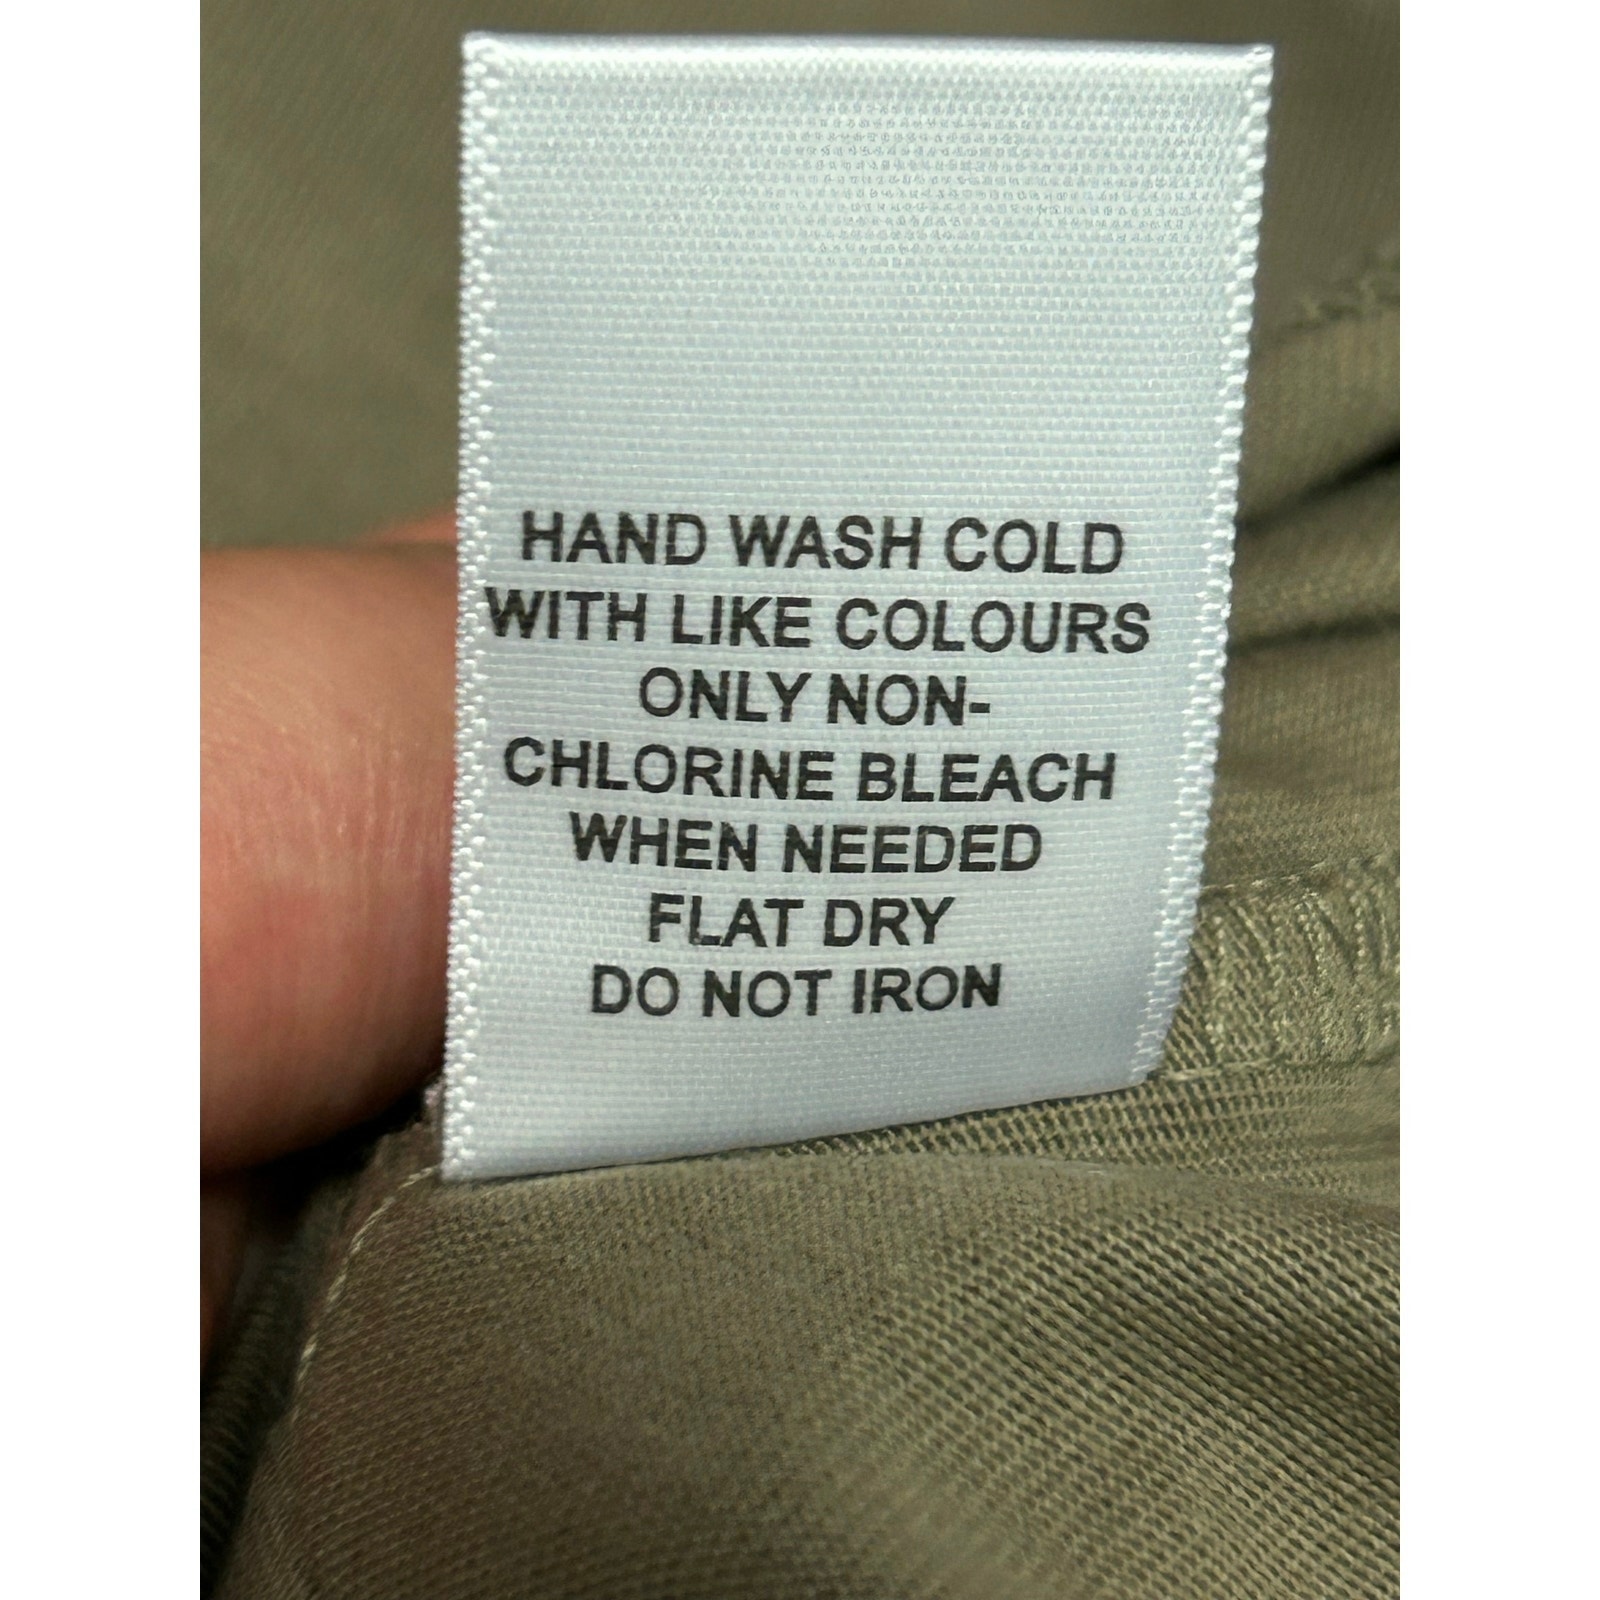 HAND WASH COLD
WITH LIKE COLOURS
ONLY NON-
CHLORINE BLEACH
WHEN NEEDED
FLAT DRY
DO NOT IRON